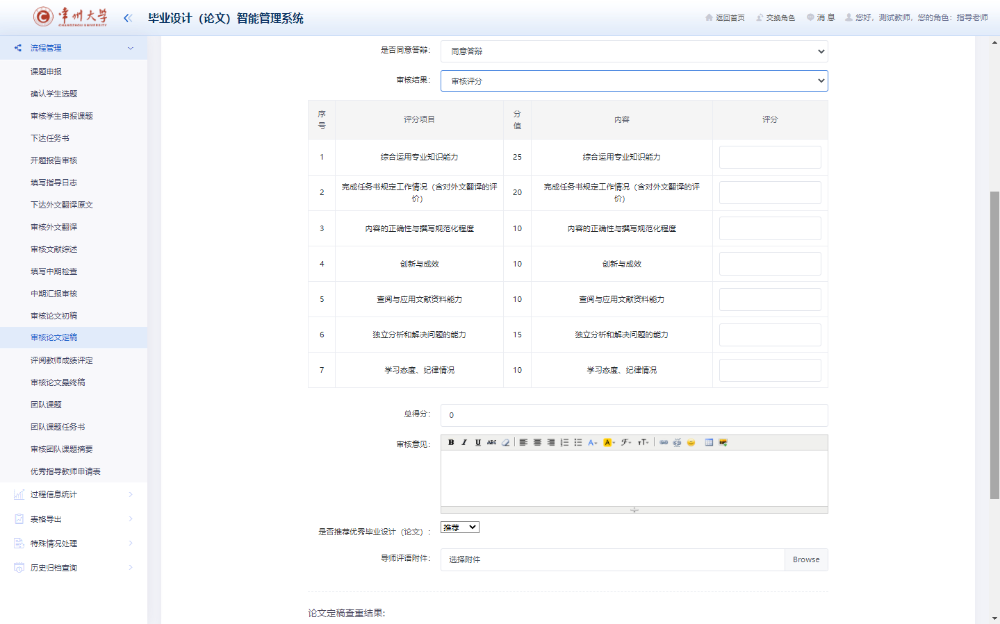 常州大学
CHANGZHOU UNIVERSITY
毕业设计（论文）智能管理系统
返回首页
交换角色
消 息
您好，测试教师，您的角色：指导老师
流程管理
课题申报
确认学生选题
审核学生申报课题
下达任务书
开题报告审核
填写指导日志
下达外文翻译原文
审核外文翻译
审核文献综述
填写中期检查
中期汇报审核
审核论文初稿
审核论文定稿
评阅教师成绩评定
审核论文最终稿
团队课题
团队课题任务书
审核团队课题摘要
优秀指导教师申请表
过程信息统计
表格导出
特殊情况处理
历史归档查询
是否同意答辩：
同意答辩
审核结果：
审核评分
序号 评分项目 分值 内容 评分
1 综合运用专业知识能力 25 综合运用专业知识能力
2 完成任务书规定工作情况（含对外文翻译的评价） 20 完成任务书规定工作情况（含对外文翻译的评价）
3 内容的正确性与撰写规范化程度 10 内容的正确性与撰写规范化程度
4 创新与成效 10 创新与成效
5 查阅与应用文献资料能力 10 查阅与应用文献资料能力
6 独立分析和解决问题的能力 15 独立分析和解决问题的能力
7 学习态度、纪律情况 10 学习态度、纪律情况
总得分：
0
审核意见：
B I U ABC A A F TT
是否推荐优秀毕业设计（论文）：
推荐
导师评语附件：
选择附件
Browse
论文定稿查重结果: